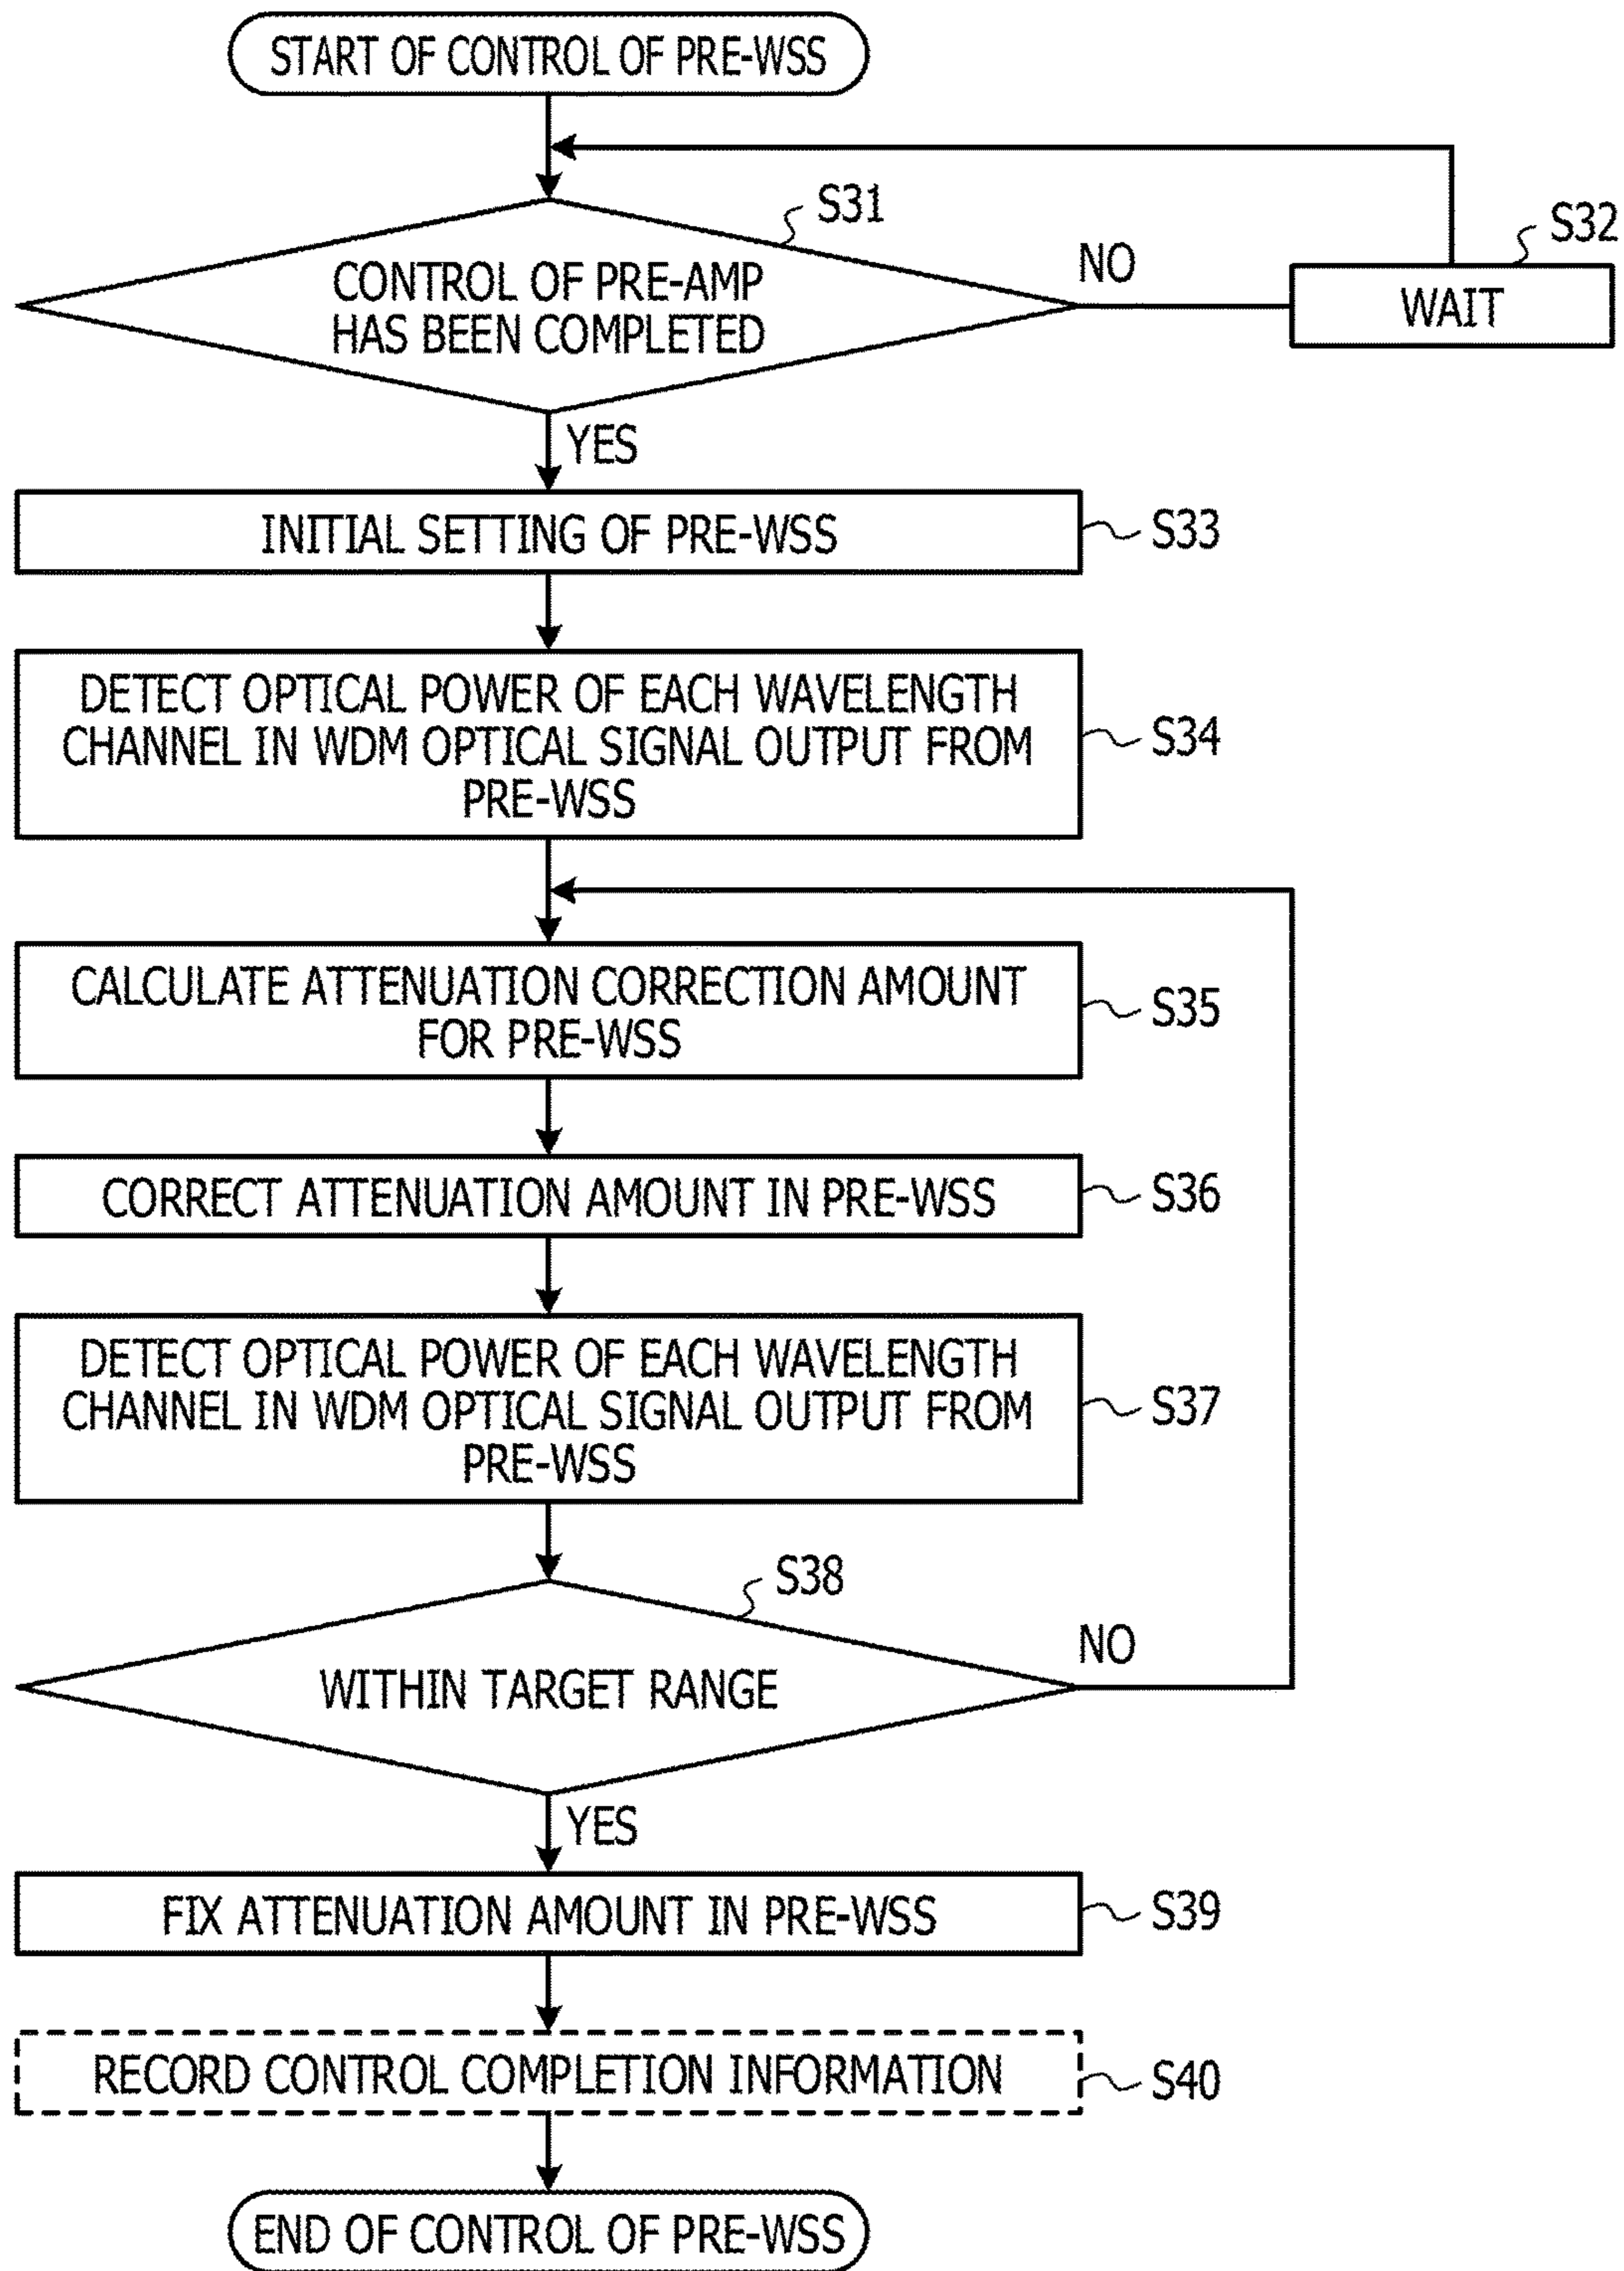 START OF CONTROL OF PRE-WSS
S31
S32
CONTROL OF PRE-AMP
HAS BEEN COMPLETED
NO
WAIT
YES
INITIAL SETTING OF PRE-WSS
S33
DETECT OPTICAL POWER OF EACH WAVELENGTH
CHANNEL IN WDM OPTICAL SIGNAL OUTPUT FROM
PRE-WSS
S34
CALCULATE ATTENUATION CORRECTION AMOUNT
FOR PRE-WSS
S35
CORRECT ATTENUATION AMOUNT IN PRE-WSS
S36
DETECT OPTICAL POWER OF EACH WAVELENGTH
CHANNEL IN WDM OPTICAL SIGNAL OUTPUT FROM
PRE-WSS
S37
S38
WITHIN TARGET RANGE
NO
YES
FIX ATTENUATION AMOUNT IN PRE-WSS
S39
RECORD CONTROL COMPLETION INFORMATION
S40
END OF CONTROL OF PRE-WSS